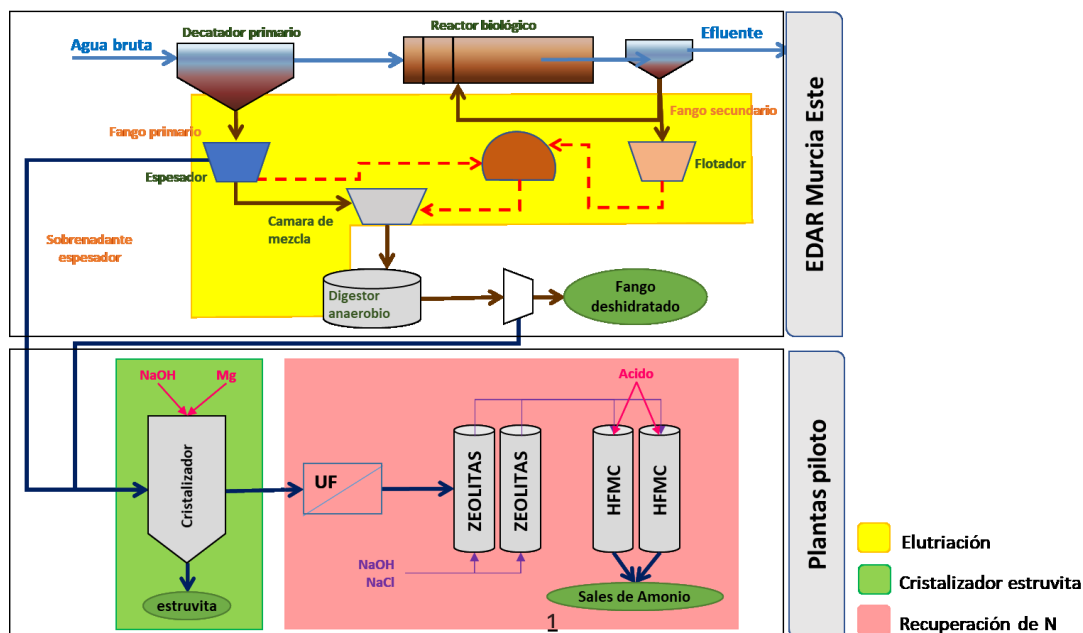 Agua bruta
Decatador primario
Reactor biológico
Efluente
Fango primario
Fango secundario
Espesador
Flotador
Camara de
mezcla
Sobrenadante
espesador
Digestor
anaerobio
Fango
deshidratado
EDAR Murcia Este
NaOH
Mg
Cristalizador
estruvita
UF
ZEOLITAS
ZEOLITAS
NaOH
NaCl
Acido
HFMC
HFMC
Sales de Amonio
1
Plantas piloto
Elutriación
Cristalizador estruvita
Recuperación de N